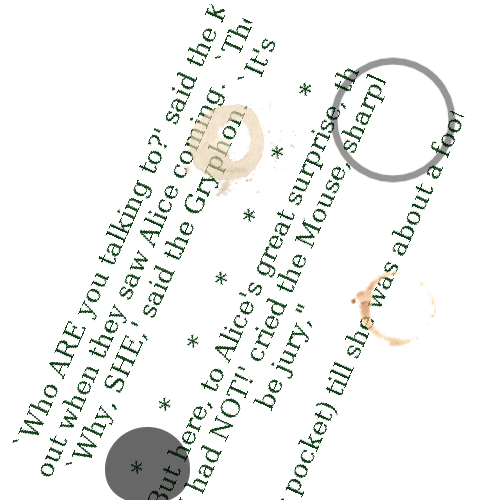 `Who ARE you talking to?' said the K
out when they saw Alice coming. `Th
`Why, SHE,' said the Gryphon. `It's
* * * * * * *
But here, to Alice's great surprise, th
had NOT!' cried the Mouse, sharpl
be jury,"
pocket) till she was about a foo